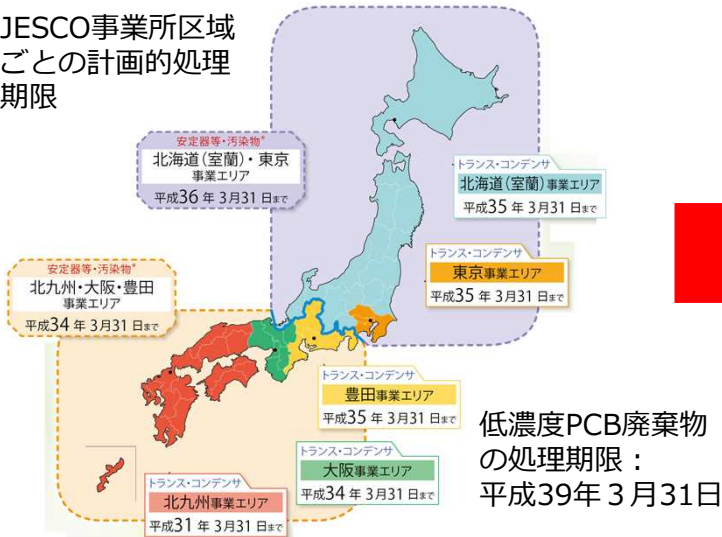 JESCO事業所区域
ごとの計画的処理
期限
安定器等・汚染物*
北海道(室蘭)・東京
事業エリア
平成36年3月31日まで
トランス・コンデンサ
北海道(室蘭)事業エリア
平成35年3月31日まで
トランス・コンデンサ
東京事業エリア
平成35年3月31日まで
安定器等・汚染物*
北九州・大阪・豊田
事業エリア
平成34年3月31日まで
トランス・コンデンサ
豊田事業エリア
平成35年3月31日まで
トランス・コンデンサ
大阪事業エリア
平成34年3月31日まで
トランス・コンデンサ
北九州事業エリア
平成31年3月31日まで
低濃度PCB廃棄物
の処理期限：
平成39年３月31日